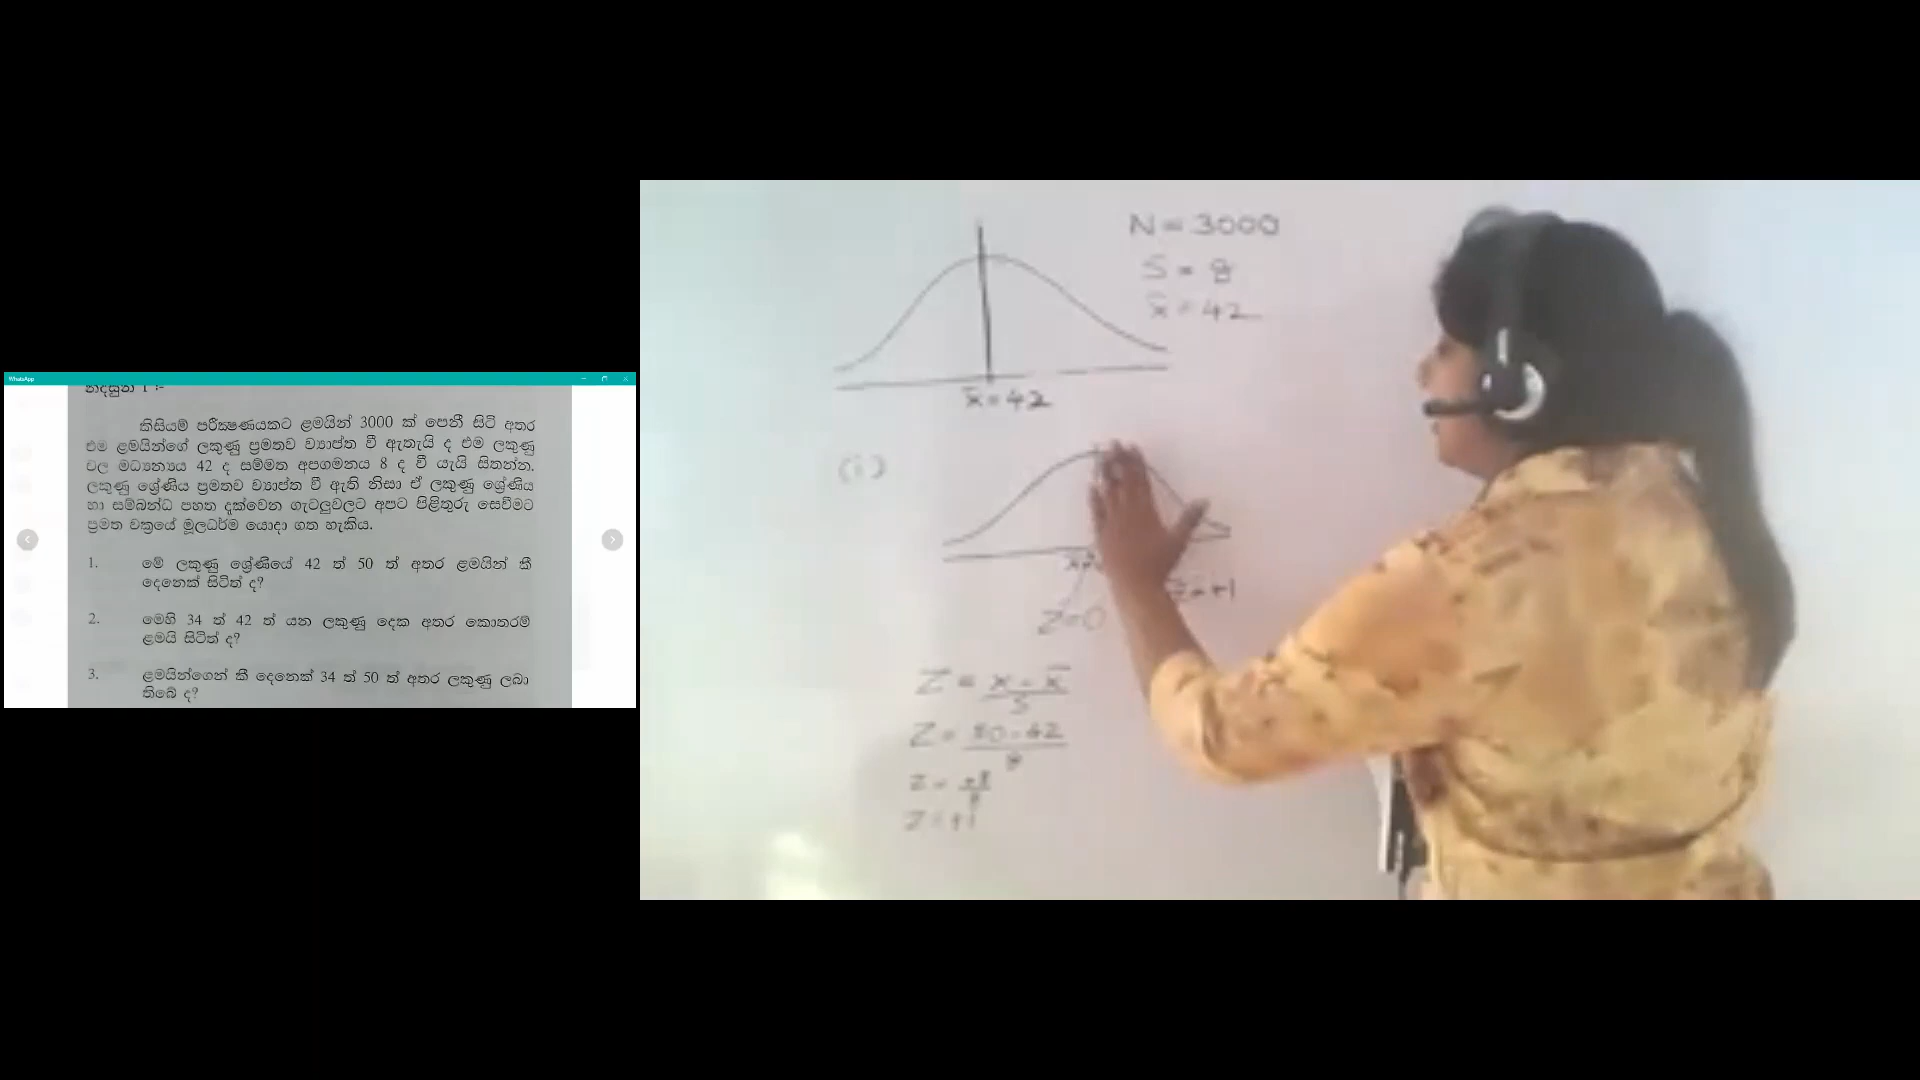 WhatsApp
නිදසුන 1 :-
කිසියම් පරීක්ෂණයකට ළමයින් 3000 ක් පෙනී සිටි අතර
එම ළමයින්ගේ ලකුණු ප්‍රමතව ව්‍යාප්ත වී ඇතැයි ද එම ලකුණු
වල මධ්‍යන්‍යය 42 ද සම්මත අපගමනය 8 ද වී යැයි සිතන්න.
ලකුණු ශ්‍රේණිය ප්‍රමතව ව්‍යාප්ත වී ඇති නිසා ඒ ලකුණු ශ්‍රේණිය
හා සම්බන්ධ පහත දැක්වෙන ගැටලුවලට අපට පිළිතුරු සෙවීමට
ප්‍රමත වක්‍රයේ මූලධර්ම යොදා ගත හැකිය.
1. මේ ලකුණු ශ්‍රේණියේ 42 ත් 50 ත් අතර ළමයින් කී
දෙනෙක් සිටිත් ද?
2. මෙහි 34 ත් 42 ත් යන ලකුණු දෙක අතර කොතරම්
ළමයි සිටිත් ද?
3. ළමයින්ගෙන් කී දෙනෙක් 34 ත් 50 ත් අතර ලකුණු ලබා
තිබේ ද?
N = 3000
S = 8
x̄ = 42
x̄ = 42
(i)
Z=+1
Z=0
Z = x - x̄
S
Z = 50-42
8
Z = +8
8
Z = +1